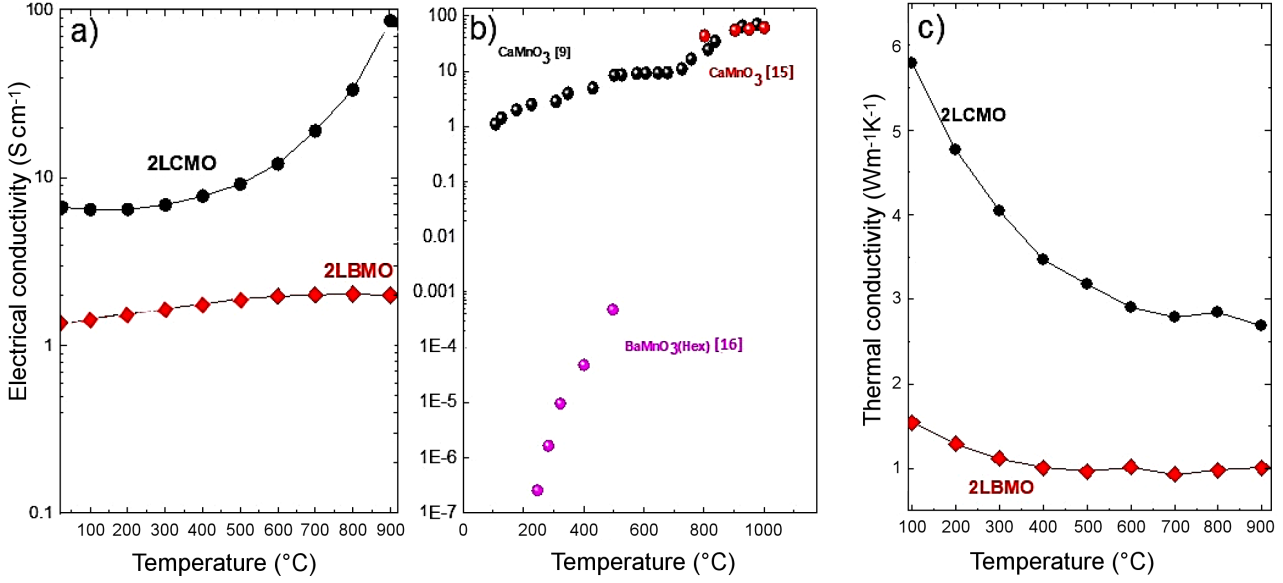 a)
Electrical conductivity (S cm-1)
100
10
1
0.1
2LCMO
2LBMO
100 200 300 400 500 600 700 800 900
Temperature (°C)
b)
100
10
1
0.1
0.01
0.001
1E-4
1E-5
1E-6
1E-7
CaMnO3 [9]
CaMnO3 [15]
BaMnO3(Hex) [16]
0 200 400 600 800 1000
Temperature (°C)
c)
Thermal conductivity (Wm-1K-1)
6
5
4
3
2
1
2LCMO
2LBMO
100 200 300 400 500 600 700 800 900
Temperature (°C)